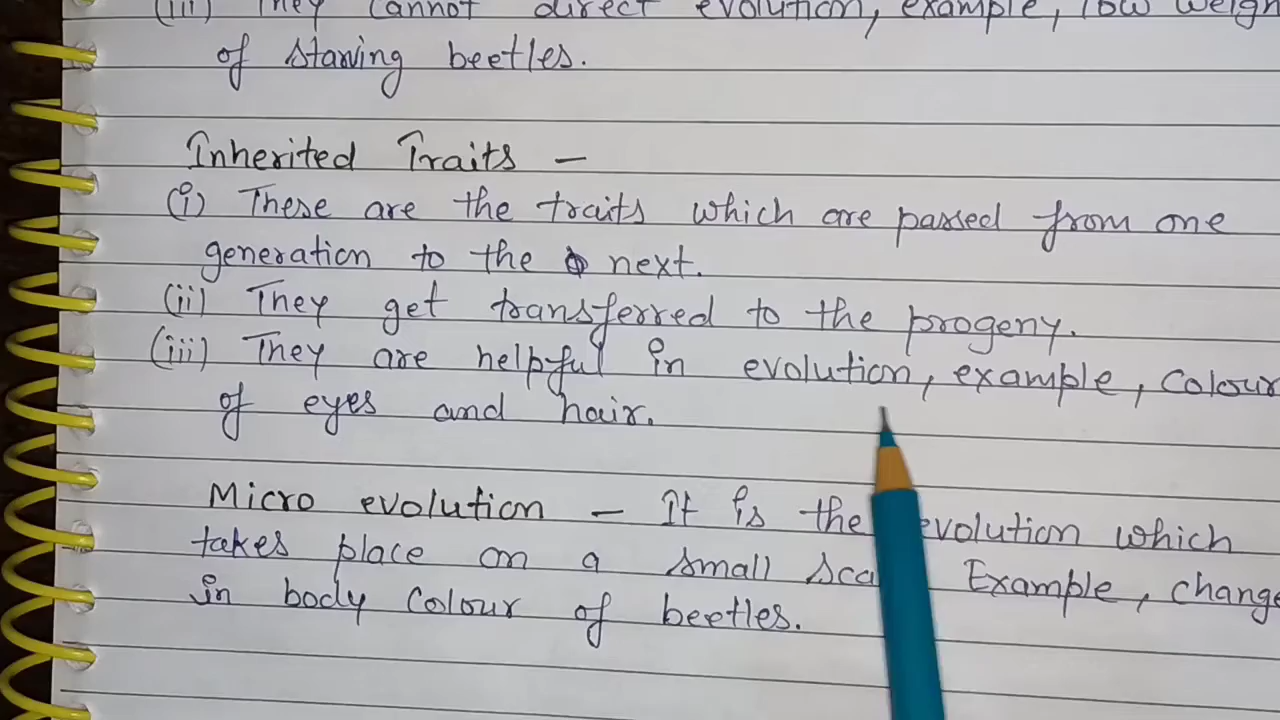 (iii) They cannot direct evolution, example, low weigh
of starving beetles.
Inherited Traits -
(i) These are the traits which are passed from one
generation to the next.
(ii) They get transferred to the progeny.
(iii) They are helpful in evolution, example, colour
of eyes and hair.
Micro evolution - It is the evolution which
takes place on a small sca Example, change
in body colour of beetles.